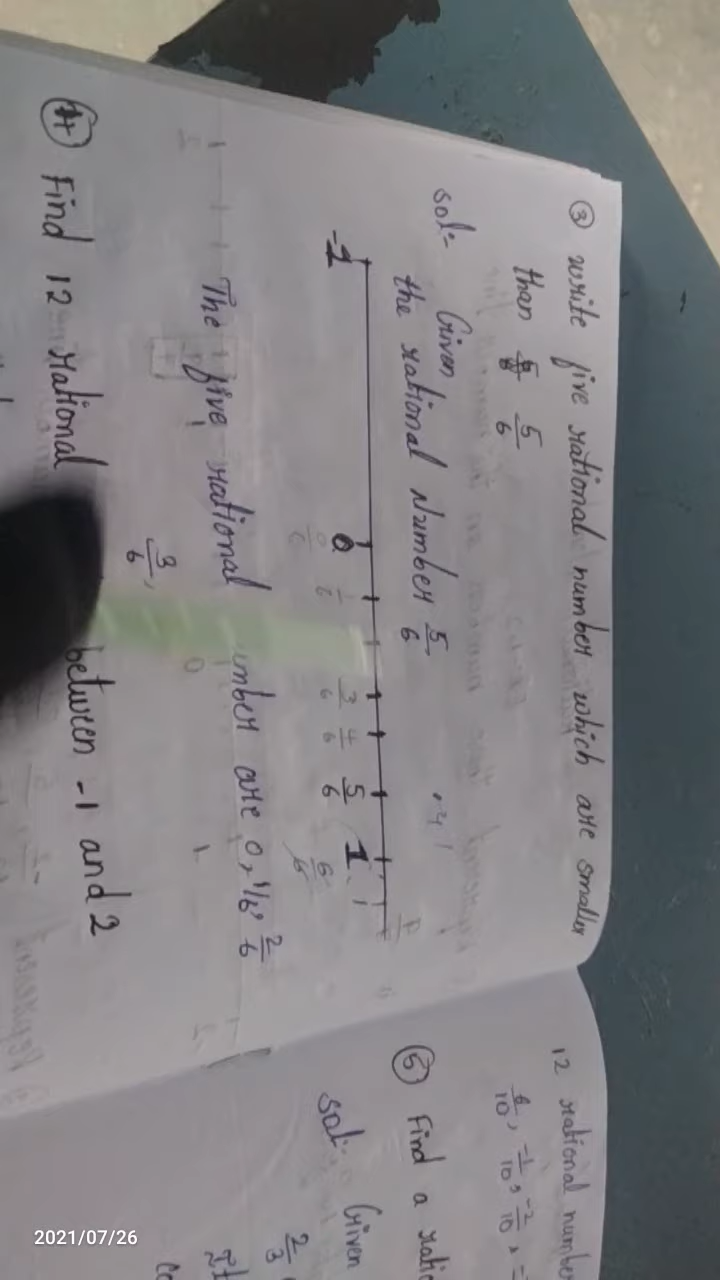 ③ write five rational number which are smaller
than 5/6
sol:- Given
the rational Number 5/6
-1 0 1
0/6 1/6 3/6 4/6 5/6 6/6
The five rational number are 0, 1/6, 2/6
3/6,
④ Find 12 rational between -1 and 2
12 rational numbe
10, -1/10, -2/10,
⑤ Find a ratio
sol:- Given
2/3
2021/07/26